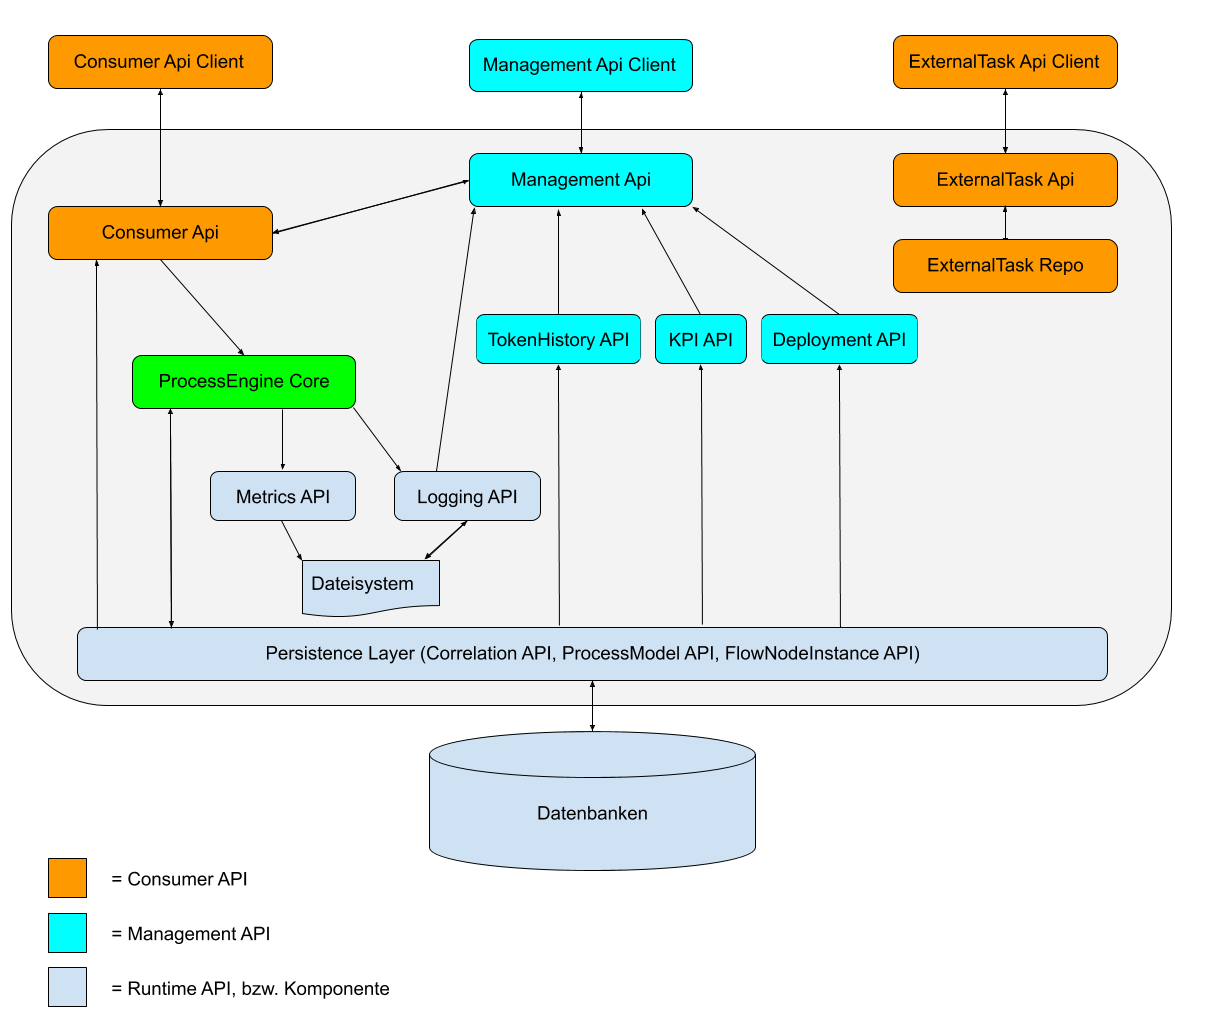 Consumer Api Client
Management Api Client
ExternalTask Api Client
Management Api
ExternalTask Api
Consumer Api
ExternalTask Repo
TokenHistory API
KPI API
Deployment API
ProcessEngine Core
Metrics API
Logging API
Dateisystem
Persistence Layer (Correlation API, ProcessModel API, FlowNodeInstance API)
Datenbanken
= Consumer API
= Management API
= Runtime API, bzw. Komponente